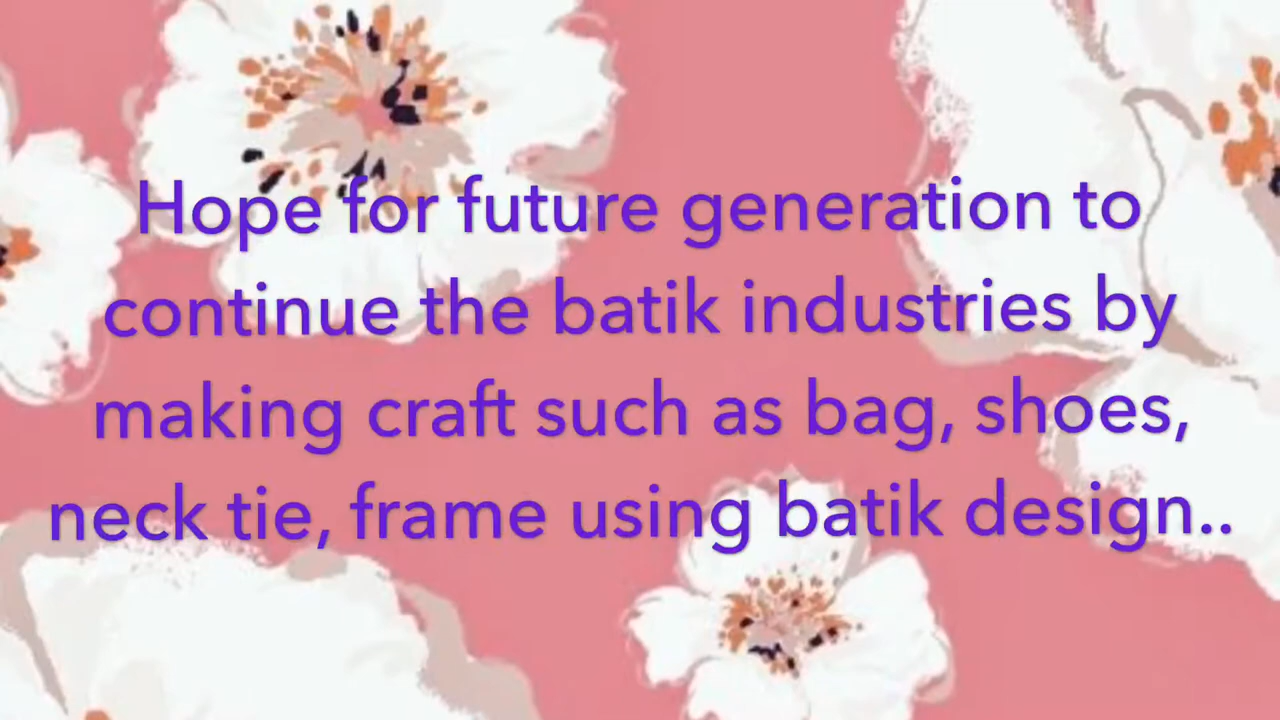 Hope for future generation to
continue the batik industries by
making craft such as bag, shoes,
neck tie, frame using batik design..